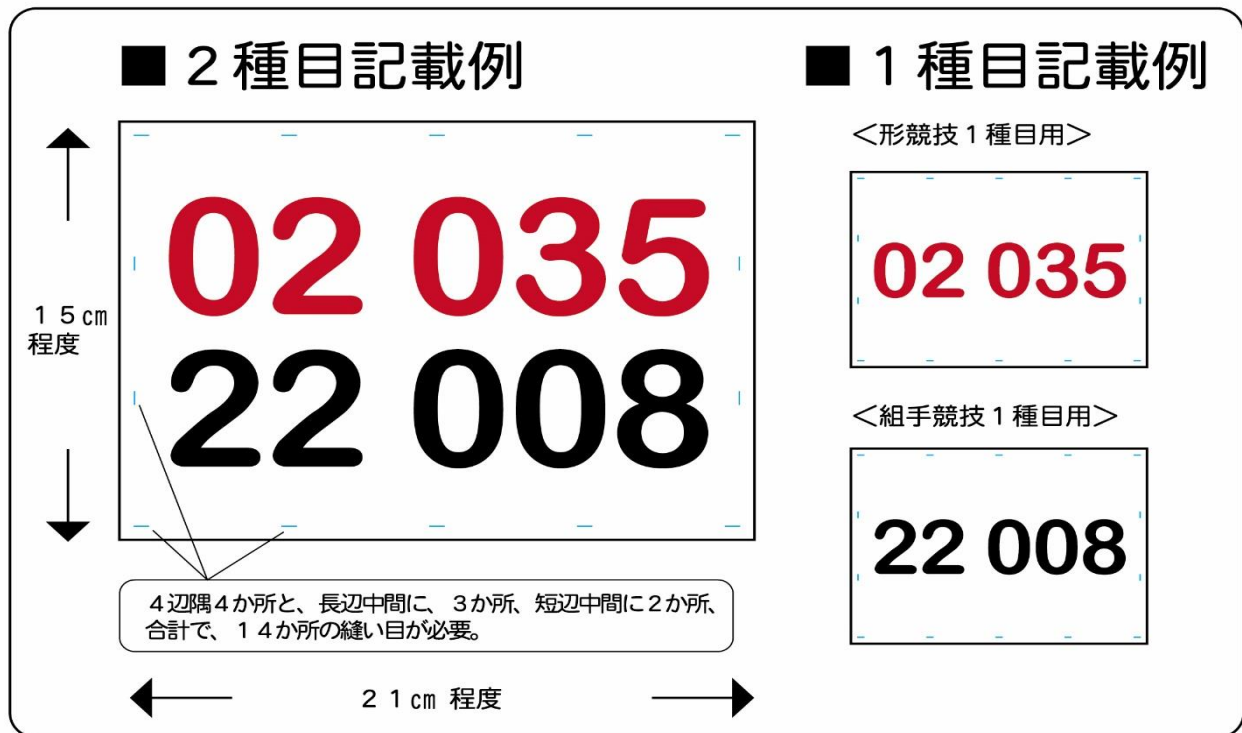 ■２種目記載例
15㎝
程度
02 035
22 008
４辺隅４か所と、長辺中間に、３か所、短辺中間に２か所、
合計で、１４か所の縫い目が必要。
２１㎝ 程度
■１種目記載例
＜形競技１種目用＞
02 035
＜組手競技１種目用＞
22 008